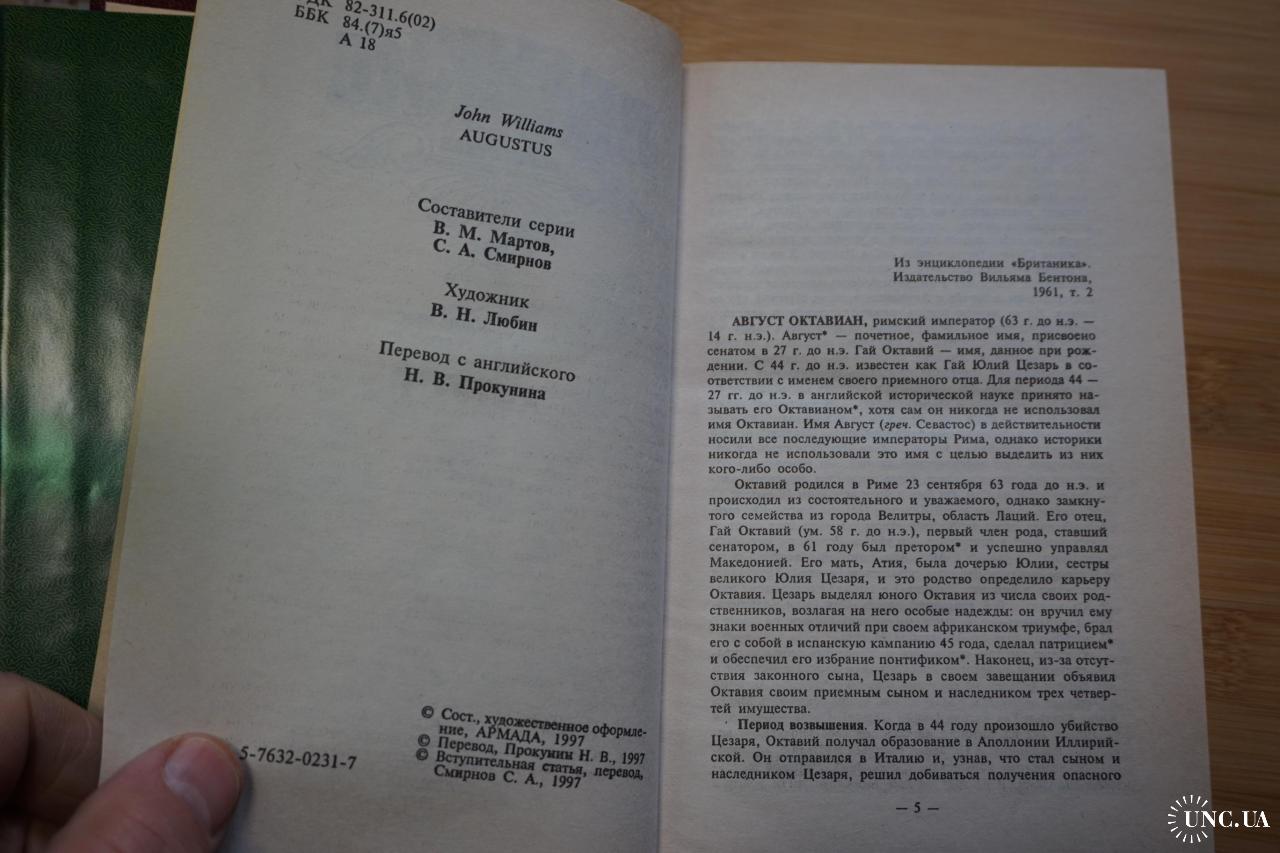 УДК 82-311.6(02)
ББК 84.(7)я5
А 18
John Williams
AUGUSTUS
Составители серии
В. М. Мартов,
С. А. Смирнов
Художник
В. Н. Любин
Перевод с английского
Н. В. Прокунина
© Сост., художественное оформле-
ние, АРМАДА, 1997
© Перевод, Прокунин Н. В., 1997
© Вступительная статья, перевод,
Смирнов С. А., 1997
5-7632-0231-7
Из энциклопедии «Британика».
Издательство Вильяма Бентона,
1961, т. 2
АВГУСТ ОКТАВИАН, римский император (63 г. до н.э. —
14 г. н.э.). Август* — почетное, фамильное имя, присвоено
сенатом в 27 г. до н.э. Гай Октавий — имя, данное при рож-
дении. С 44 г. до н.э. известен как Гай Юлий Цезарь в со-
ответствии с именем своего приемного отца. Для периода 44 —
27 гг. до н.э. в английской исторической науке принято на-
зывать его Октавианом*, хотя сам он никогда не использовал
имя Октавиан. Имя Август (греч. Севастос) в действительности
носили все последующие императоры Рима, однако историки
никогда не использовали это имя с целью выделить из них
кого-либо особо.
Октавий родился в Риме 23 сентября 63 года до н.э. и
происходил из состоятельного и уважаемого, однако замкну-
того семейства из города Велитры, область Лаций. Его отец,
Гай Октавий (ум. 58 г. до н.э.), первый член рода, ставший
сенатором, в 61 году был претором* и успешно управлял
Македонией. Его мать, Атия, была дочерью Юлии, сестры
великого Юлия Цезаря, и это родство определило карьеру
Октавия. Цезарь выделял юного Октавия из числа своих род-
ственников, возлагая на него особые надежды: он вручил ему
знаки военных отличий при своем африканском триумфе, брал
его с собой в испанскую кампанию 45 года, сделал патрицием*
и обеспечил его избрание понтификом*. Наконец, из-за отсут-
ствия законного сына, Цезарь в своем завещании объявил
Октавия своим приемным сыном и наследником трех четвер-
тей имущества.
Период возвышения. Когда в 44 году произошло убийство
Цезаря, Октавий получал образование в Аполлонии Иллирий-
ской. Он отправился в Италию и, узнав, что стал сыном и
наследником Цезаря, решил добиваться получения опасного
— 5 —
UNC.UA